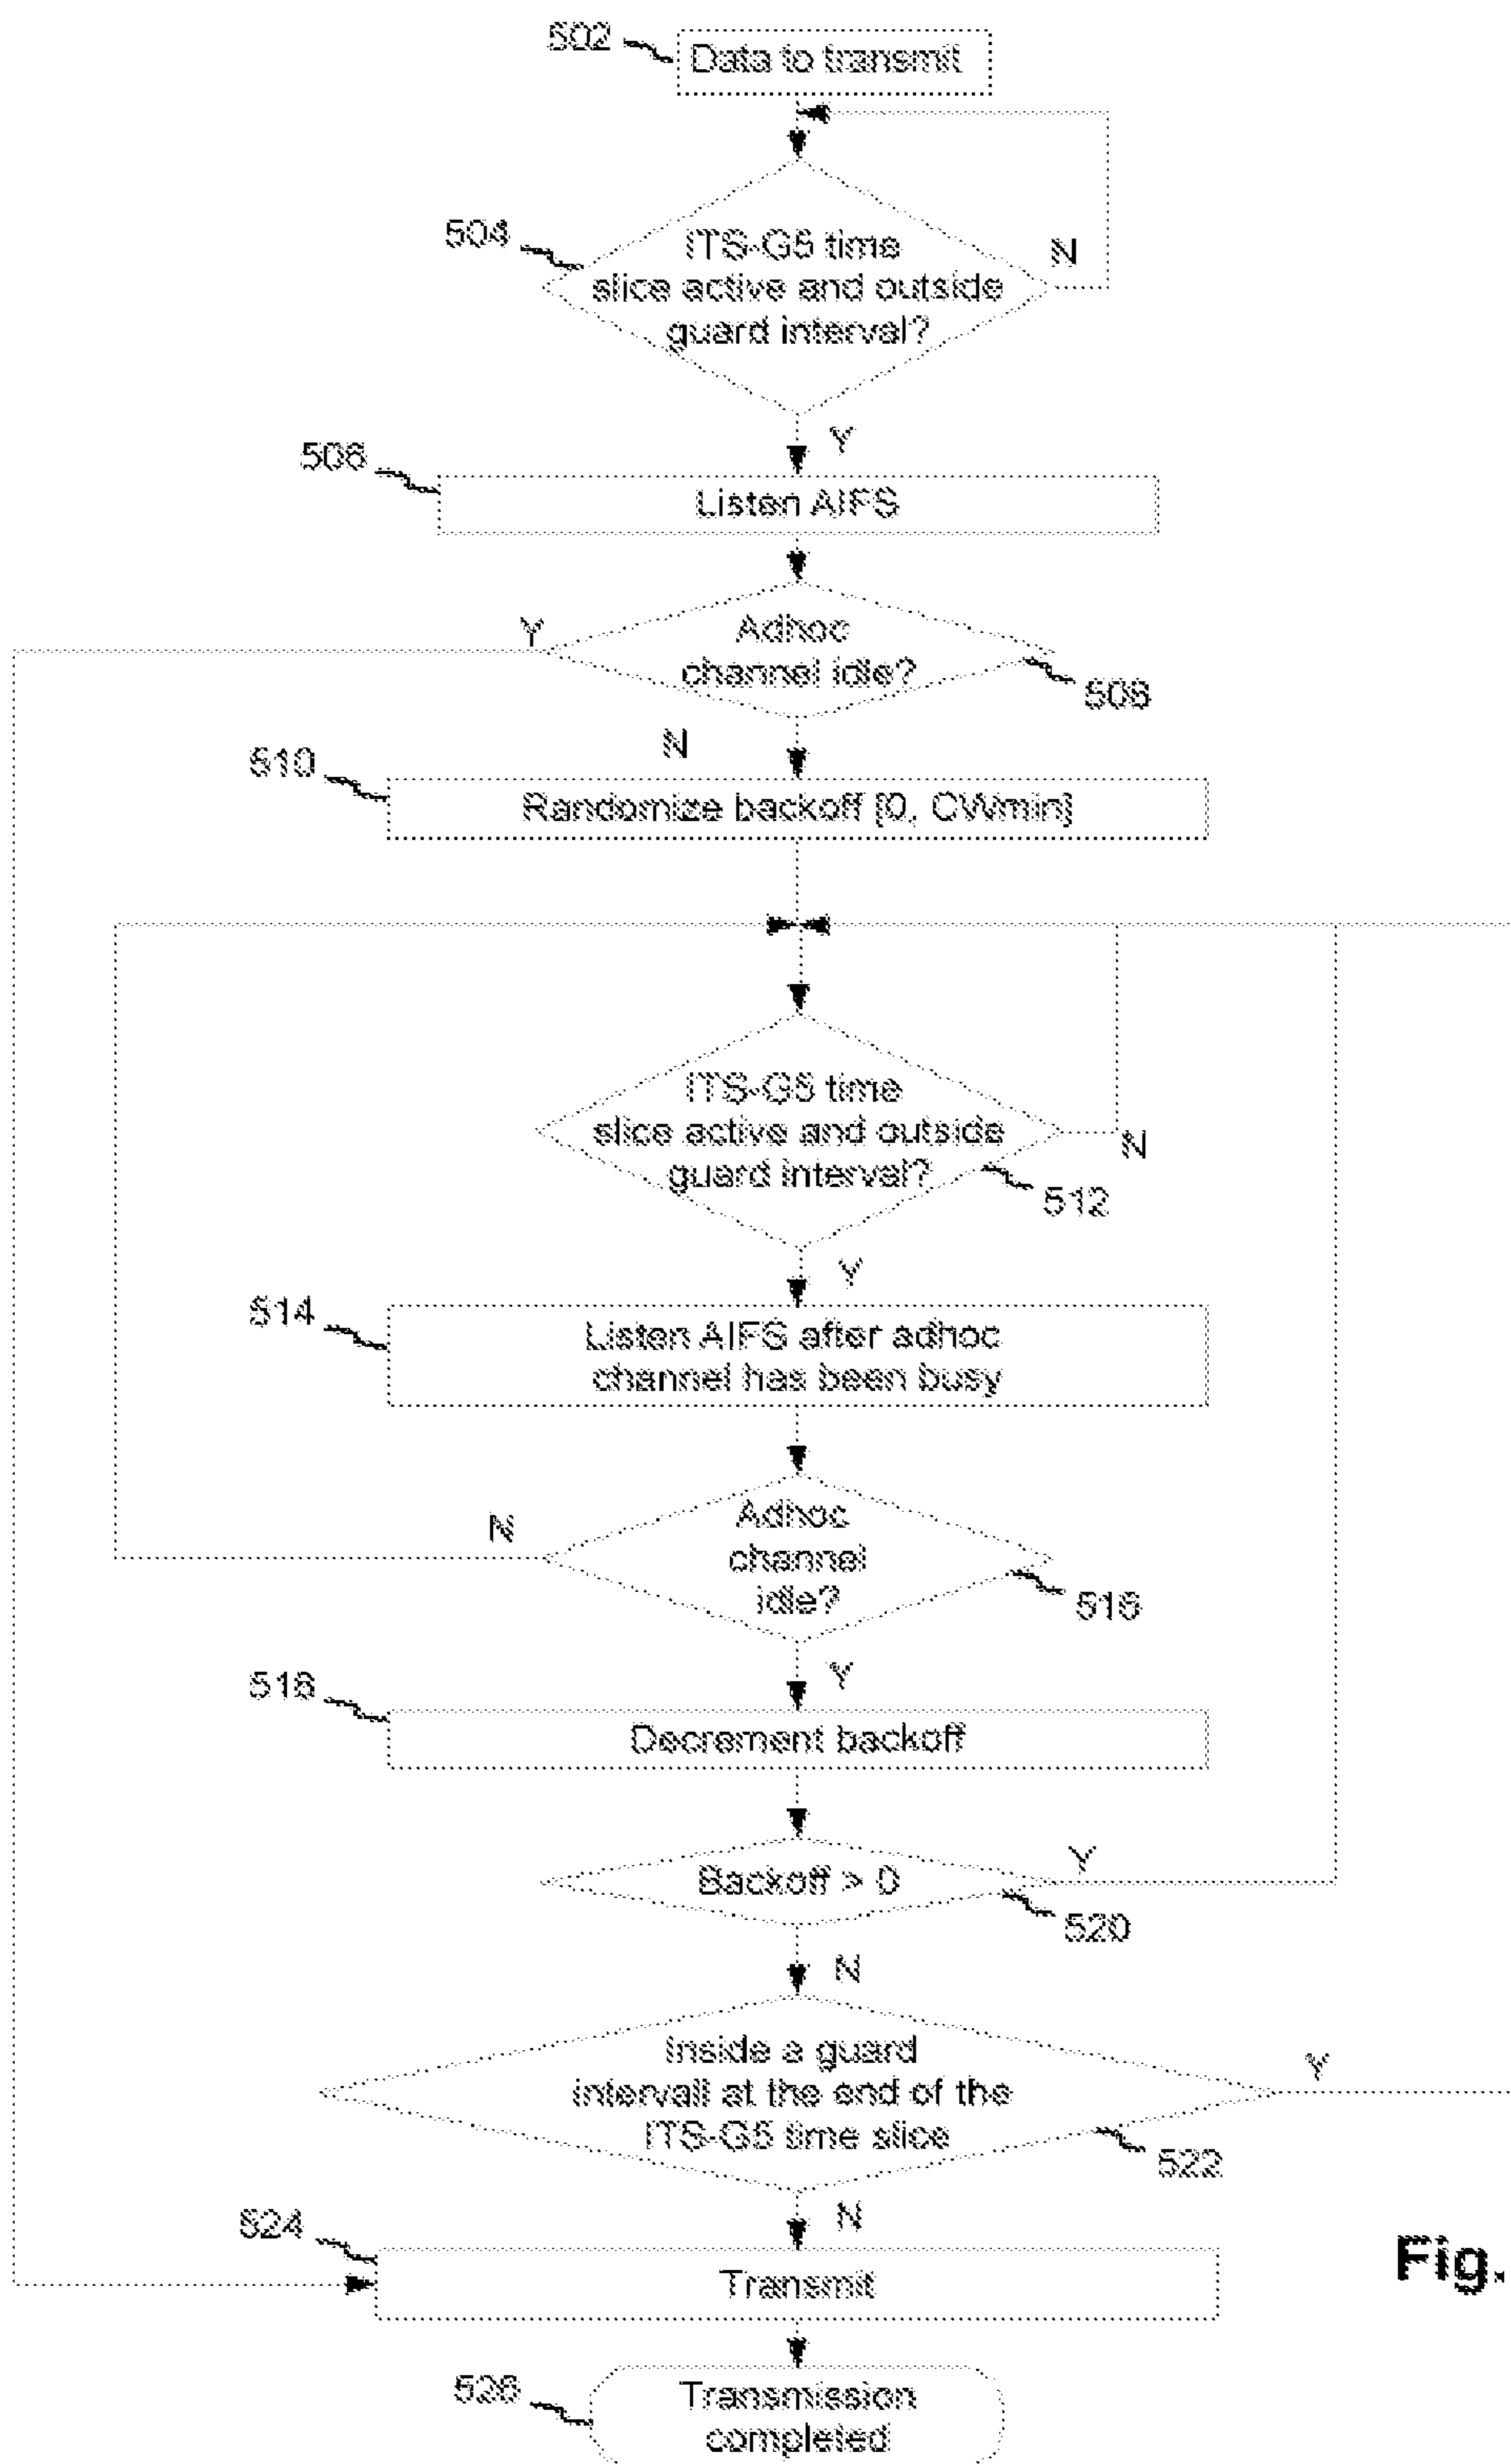 502
Data to transmit
504
ITS-G5 time
slice active and outside
guard interval?
N
Y
506
Listen AIFS
Adhoc
channel idle?
Y
508
N
510
Randomize backoff [0, CWmin]
ITS-G5 time
slice active and outside
guard interval?
N
512
Y
514
Listen AIFS after adhoc
channel has been busy
Adhoc
channel
idle?
N
516
Y
518
Decrement backoff
Backoff > 0
Y
520
N
Inside a guard
intervall at the end of the
ITS-G5 time slice
Y
522
N
524
Transmit
Fig.
526
Transmission
completed